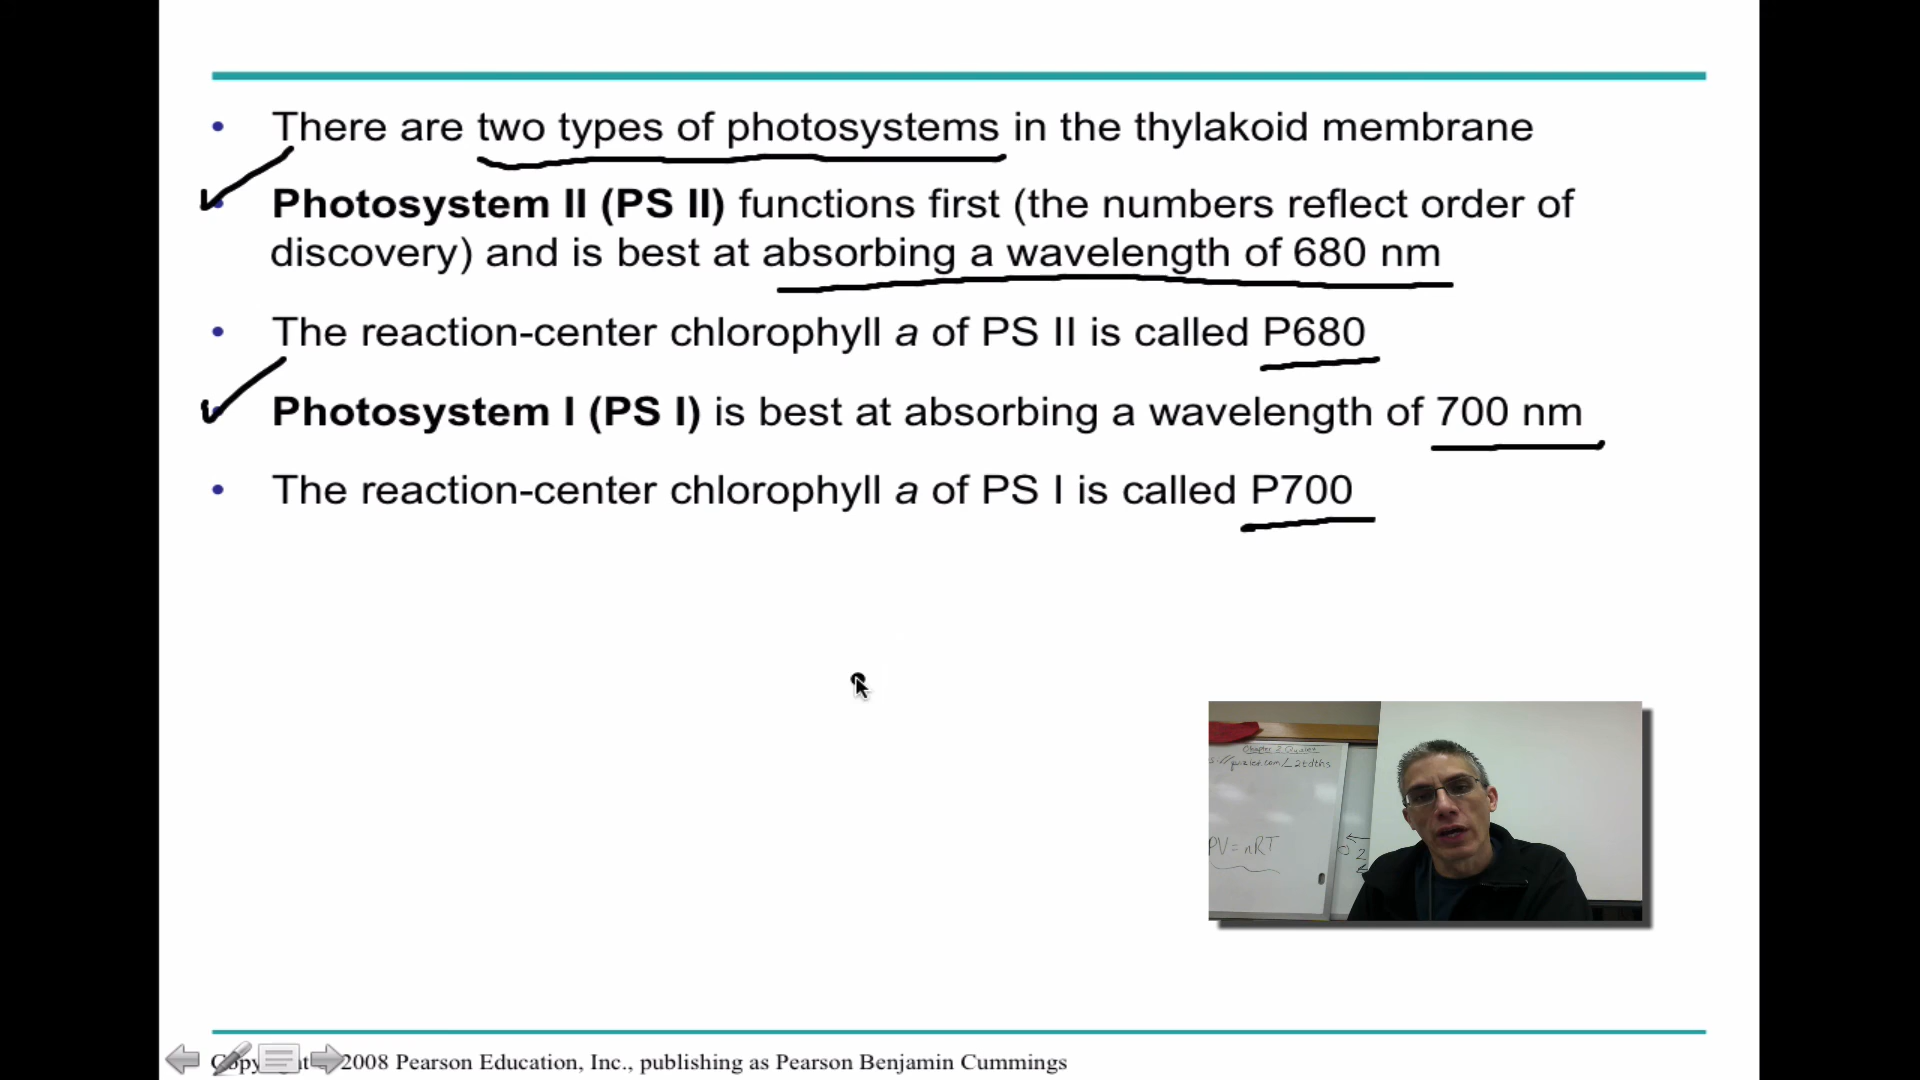 • There are two types of photosystems in the thylakoid membrane
• Photosystem II (PS II) functions first (the numbers reflect order of
discovery) and is best at absorbing a wavelength of 680 nm
• The reaction-center chlorophyll a of PS II is called P680
• Photosystem I (PS I) is best at absorbing a wavelength of 700 nm
• The reaction-center chlorophyll a of PS I is called P700
Chapter 2 Quizlet
PV=nRT
2008 Pearson Education, Inc., publishing as Pearson Benjamin Cummings